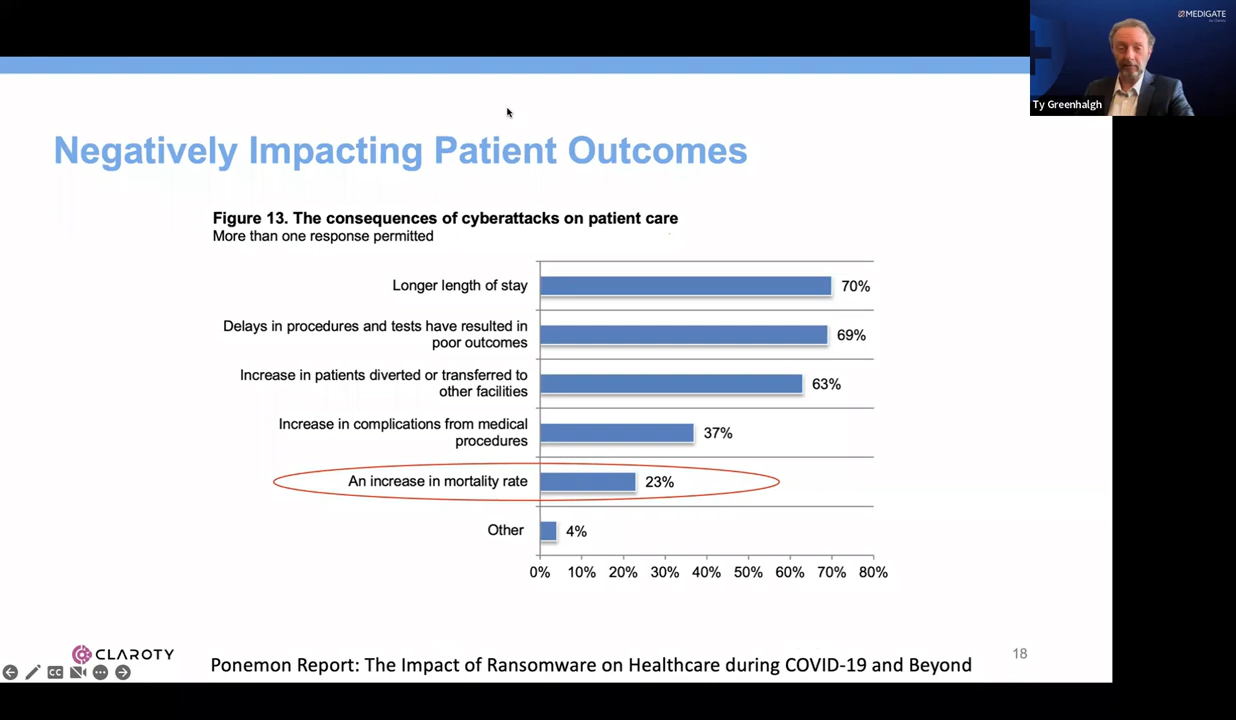 MEDIGATE
by Claroty
Ty Greenhalgh
Negatively Impacting Patient Outcomes
Figure 13. The consequences of cyberattacks on patient care
More than one response permitted
Longer length of stay
70%
Delays in procedures and tests have resulted in
poor outcomes
69%
Increase in patients diverted or transferred to
other facilities
63%
Increase in complications from medical
procedures
37%
An increase in mortality rate
23%
Other
4%
0% 10% 20% 30% 40% 50% 60% 70% 80%
CLAROTY
CC
Ponemon Report: The Impact of Ransomware on Healthcare during COVID-19 and Beyond
18